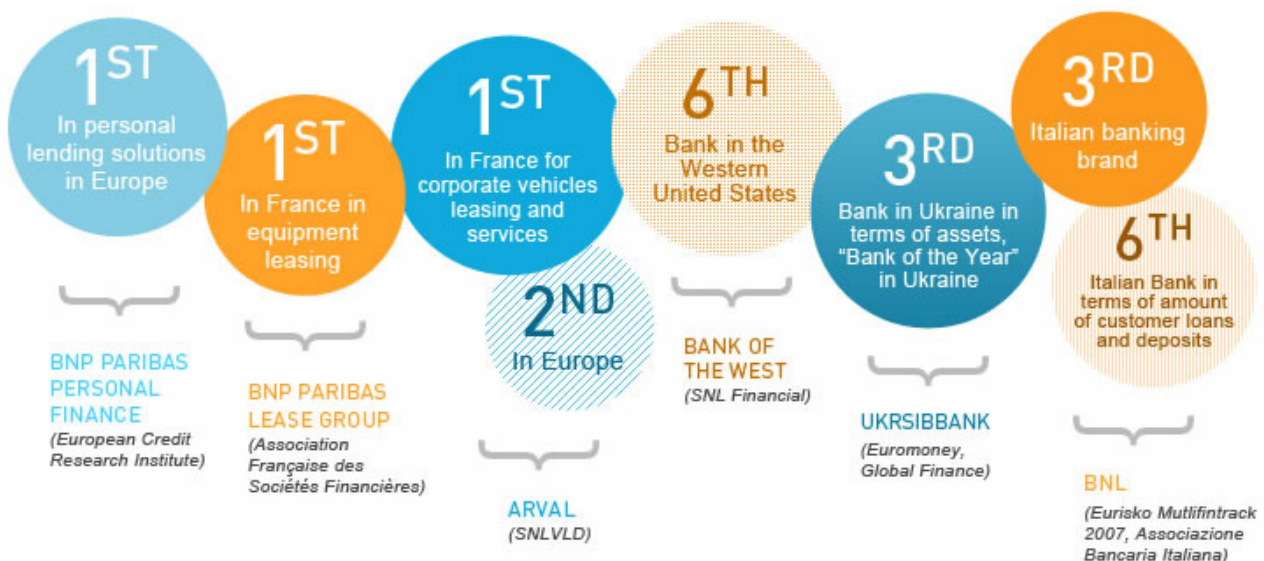 1ST
In personal
lending solutions
in Europe
BNP PARIBAS
PERSONAL
FINANCE
(European Credit
Research Institute)
1ST
In France in
equipment
leasing
BNP PARIBAS
LEASE GROUP
(Association
Française des
Sociétés Financières)
1ST
In France for
corporate vehicles
leasing and
services
2ND
In Europe
ARVAL
(SNLVLD)
6TH
Bank in the
Western
United States
BANK OF
THE WEST
(SNL Financial)
3RD
Bank in Ukraine in
terms of assets,
“Bank of the Year”
in Ukraine
UKRSIBBANK
(Euromoney,
Global Finance)
3RD
Italian banking
brand
6TH
Italian Bank in
terms of amount
of customer loans
and deposits
BNL
(Eurisko Mutlifintrack
2007, Associazione
Bancaria Italiana)